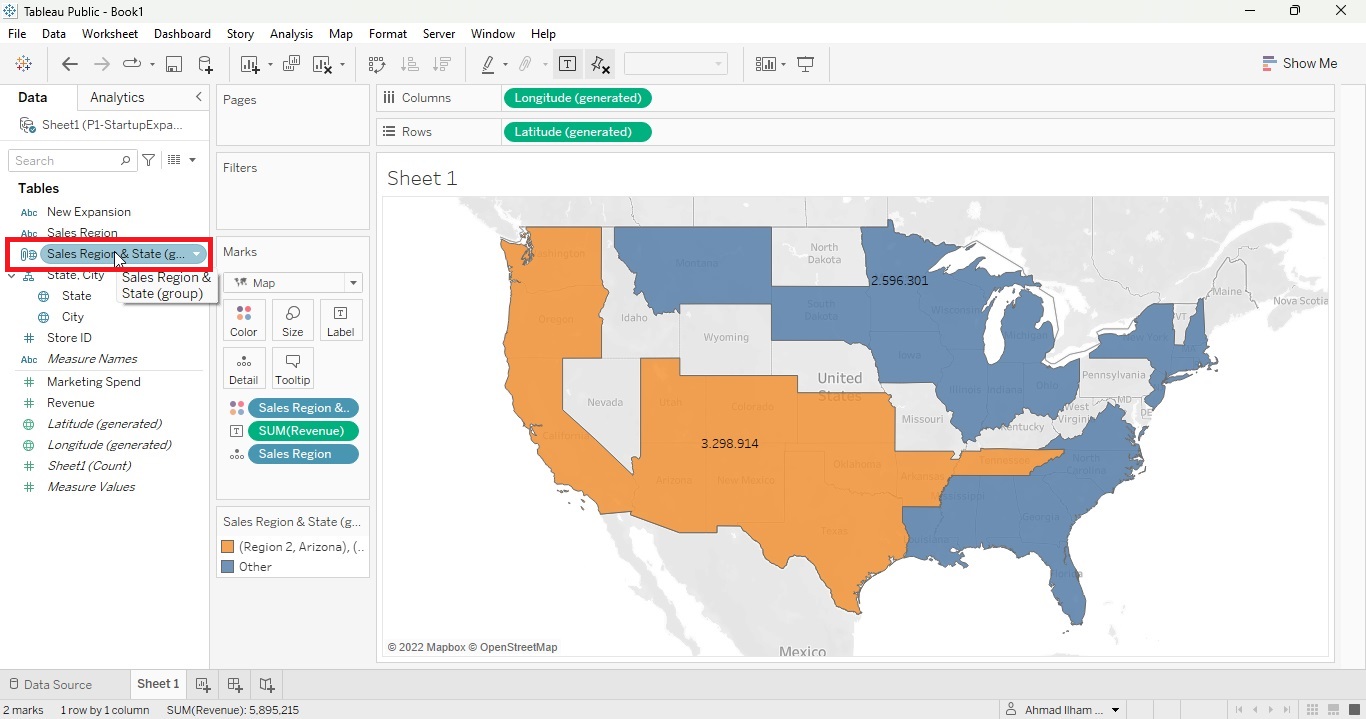 Tableau Public - Book1
File Data Worksheet Dashboard Story Analysis Map Format Server Window Help
Show Me
Data Analytics
Sheet1 (P1-StartupExpa...
Search
Tables
Abc New Expansion
Abc Sales Region
Sales Region & State (g...
State, City
Sales Region &
State (group)
State
City
# Store ID
Abc Measure Names
# Marketing Spend
# Revenue
Latitude (generated)
Longitude (generated)
# Sheet1 (Count)
# Measure Values
Pages
Filters
Marks
Map
Color Size Label
Detail Tooltip
Sales Region &..
SUM(Revenue)
Sales Region
Sales Region & State (g...
(Region 2, Arizona), (..
Other
Columns Longitude (generated)
Rows Latitude (generated)
Sheet 1
Washington
Montana
North
Dakota
2.596.301
Maine
Nova Scotia
Oregon
Idaho
South
Dakota
Wisconsin
Michigan
VT
New York
MA
Wyoming
Iowa
Pennsylvania
United
States
Illinois Indiana Ohio
MD
DE
Nevada
Utah
Colorado
Missouri
West
Virginia
Kentucky
California
3.298.914
Tennessee
North
Carolina
Arizona
New Mexico
Oklahoma
Arkansas
Mississippi
Georgia
Texas
Louisiana
Florida
Mexico
© 2022 Mapbox © OpenStreetMap
Data Source Sheet 1
2 marks 1 row by 1 column SUM(Revenue): 5,895,215
Ahmad Ilham ...